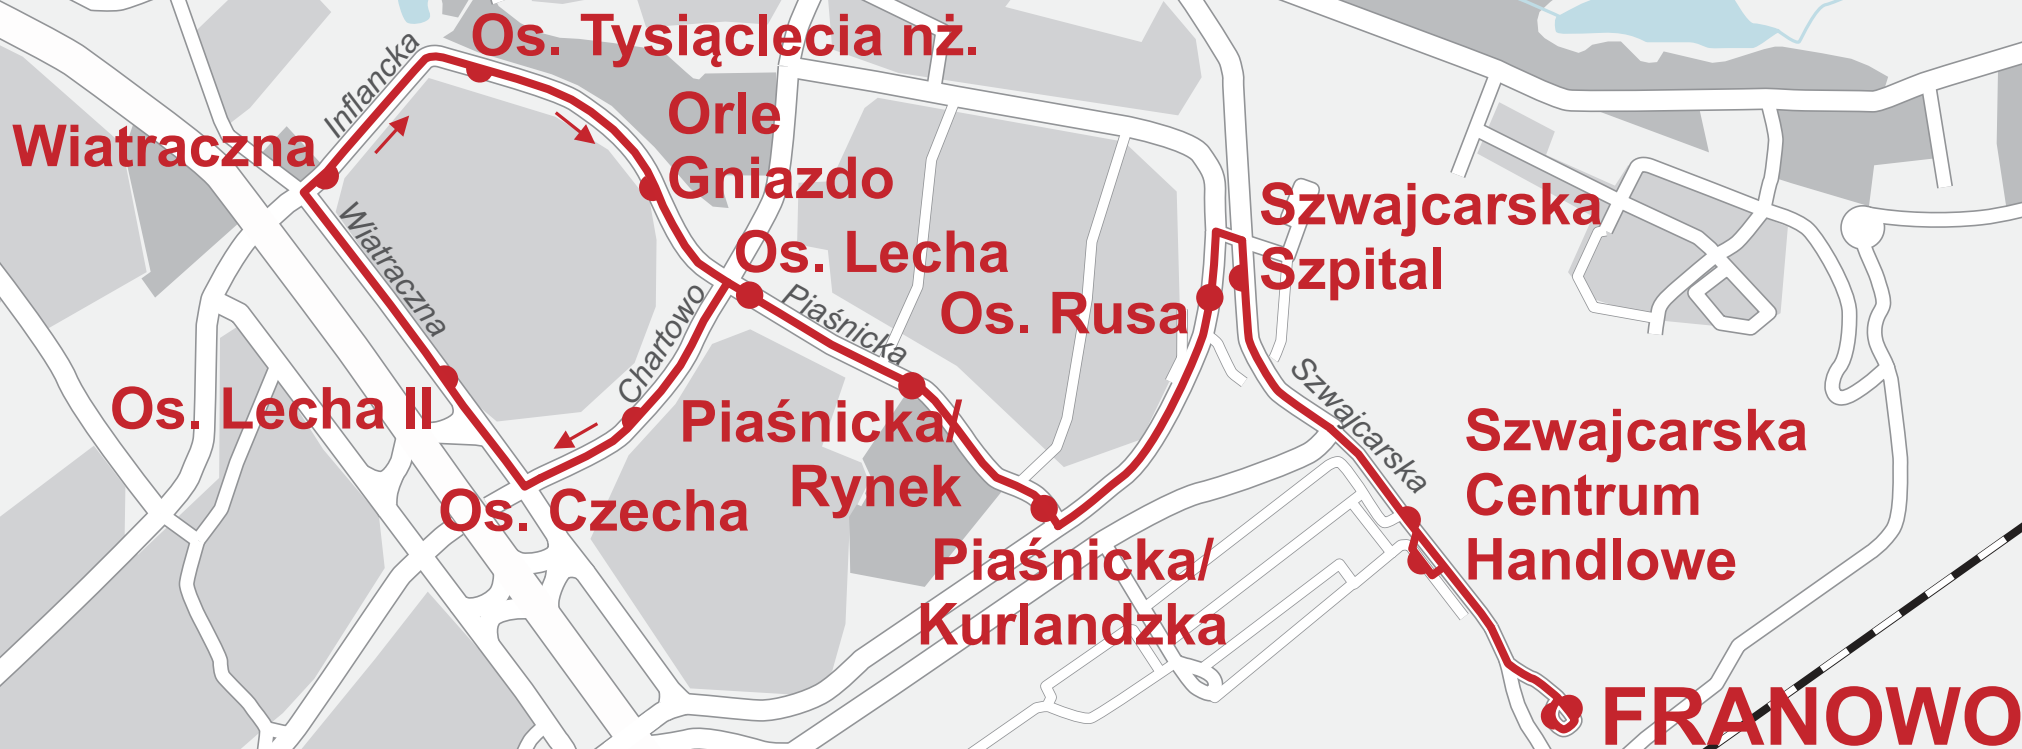 Os. Tysiąclecia nż.
Inflancka
Orle
Gniazdo
Wiatraczna
Wiatraczna
Os. Lecha
Szwajcarska
Szpital
Piaśnicka
Os. Rusa
Chartowo
Os. Lecha II
Szwajcarska
Piaśnicka/
Rynek
Szwajcarska
Centrum
Handlowe
Os. Czecha
Piaśnicka/
Kurlandzka
FRANOWO